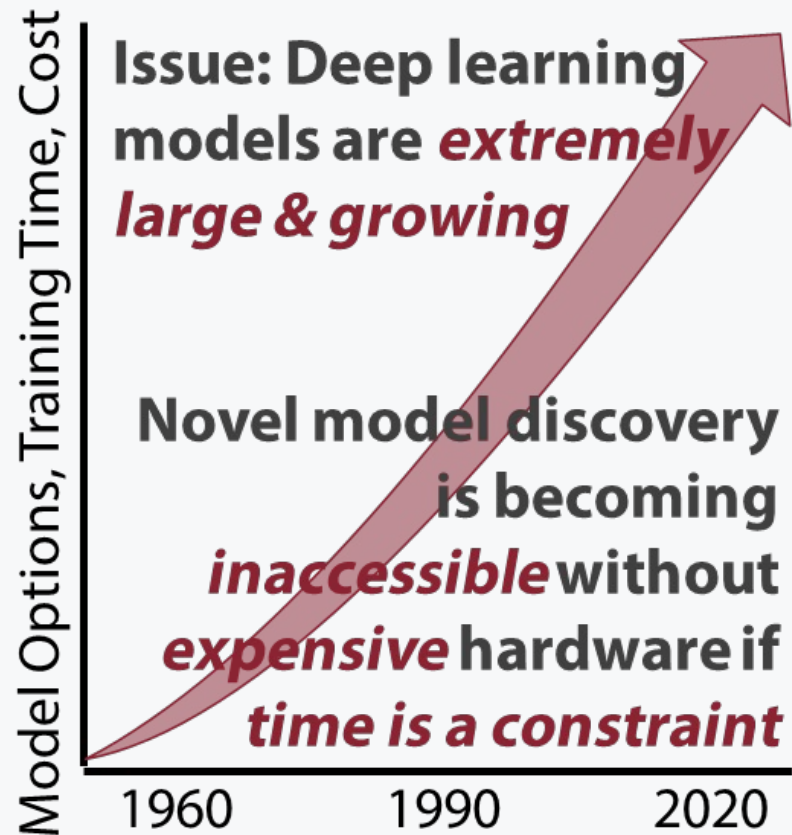 Model Options, Training Time, Cost
Issue: Deep learning
models are extremely
large & growing
Novel model discovery
is becoming
inaccessible without
expensive hardware if
time is a constraint
1960 1990 2020